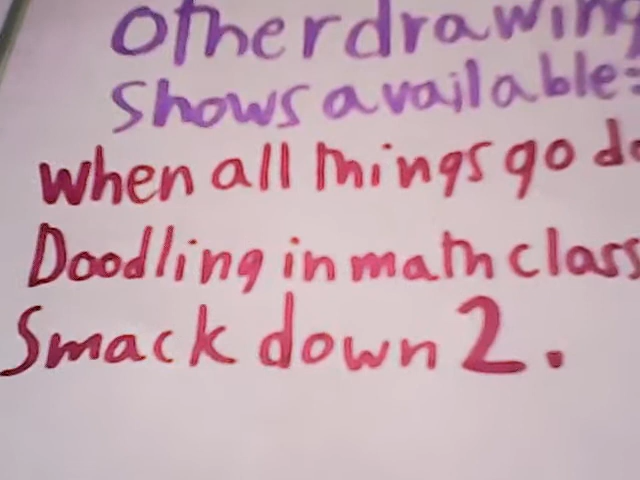 Other drawing
shows available:
when all things go
Doodling in math class
Smack down 2.